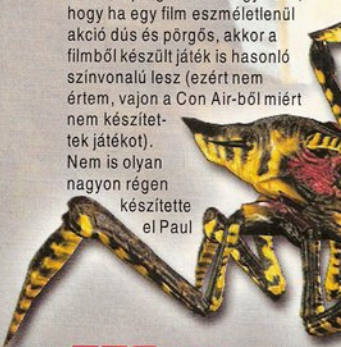 hogy ha egy film eszméletlenül
akció dús és pörgős, akkor a
filmből készült játék is hasonló
színvonalú lesz (ezért nem
értem, vajon a Con Air-ből miért
nem készítet-
tek játékot).
Nem is olyan
nagyon régen
készítette
el Paul